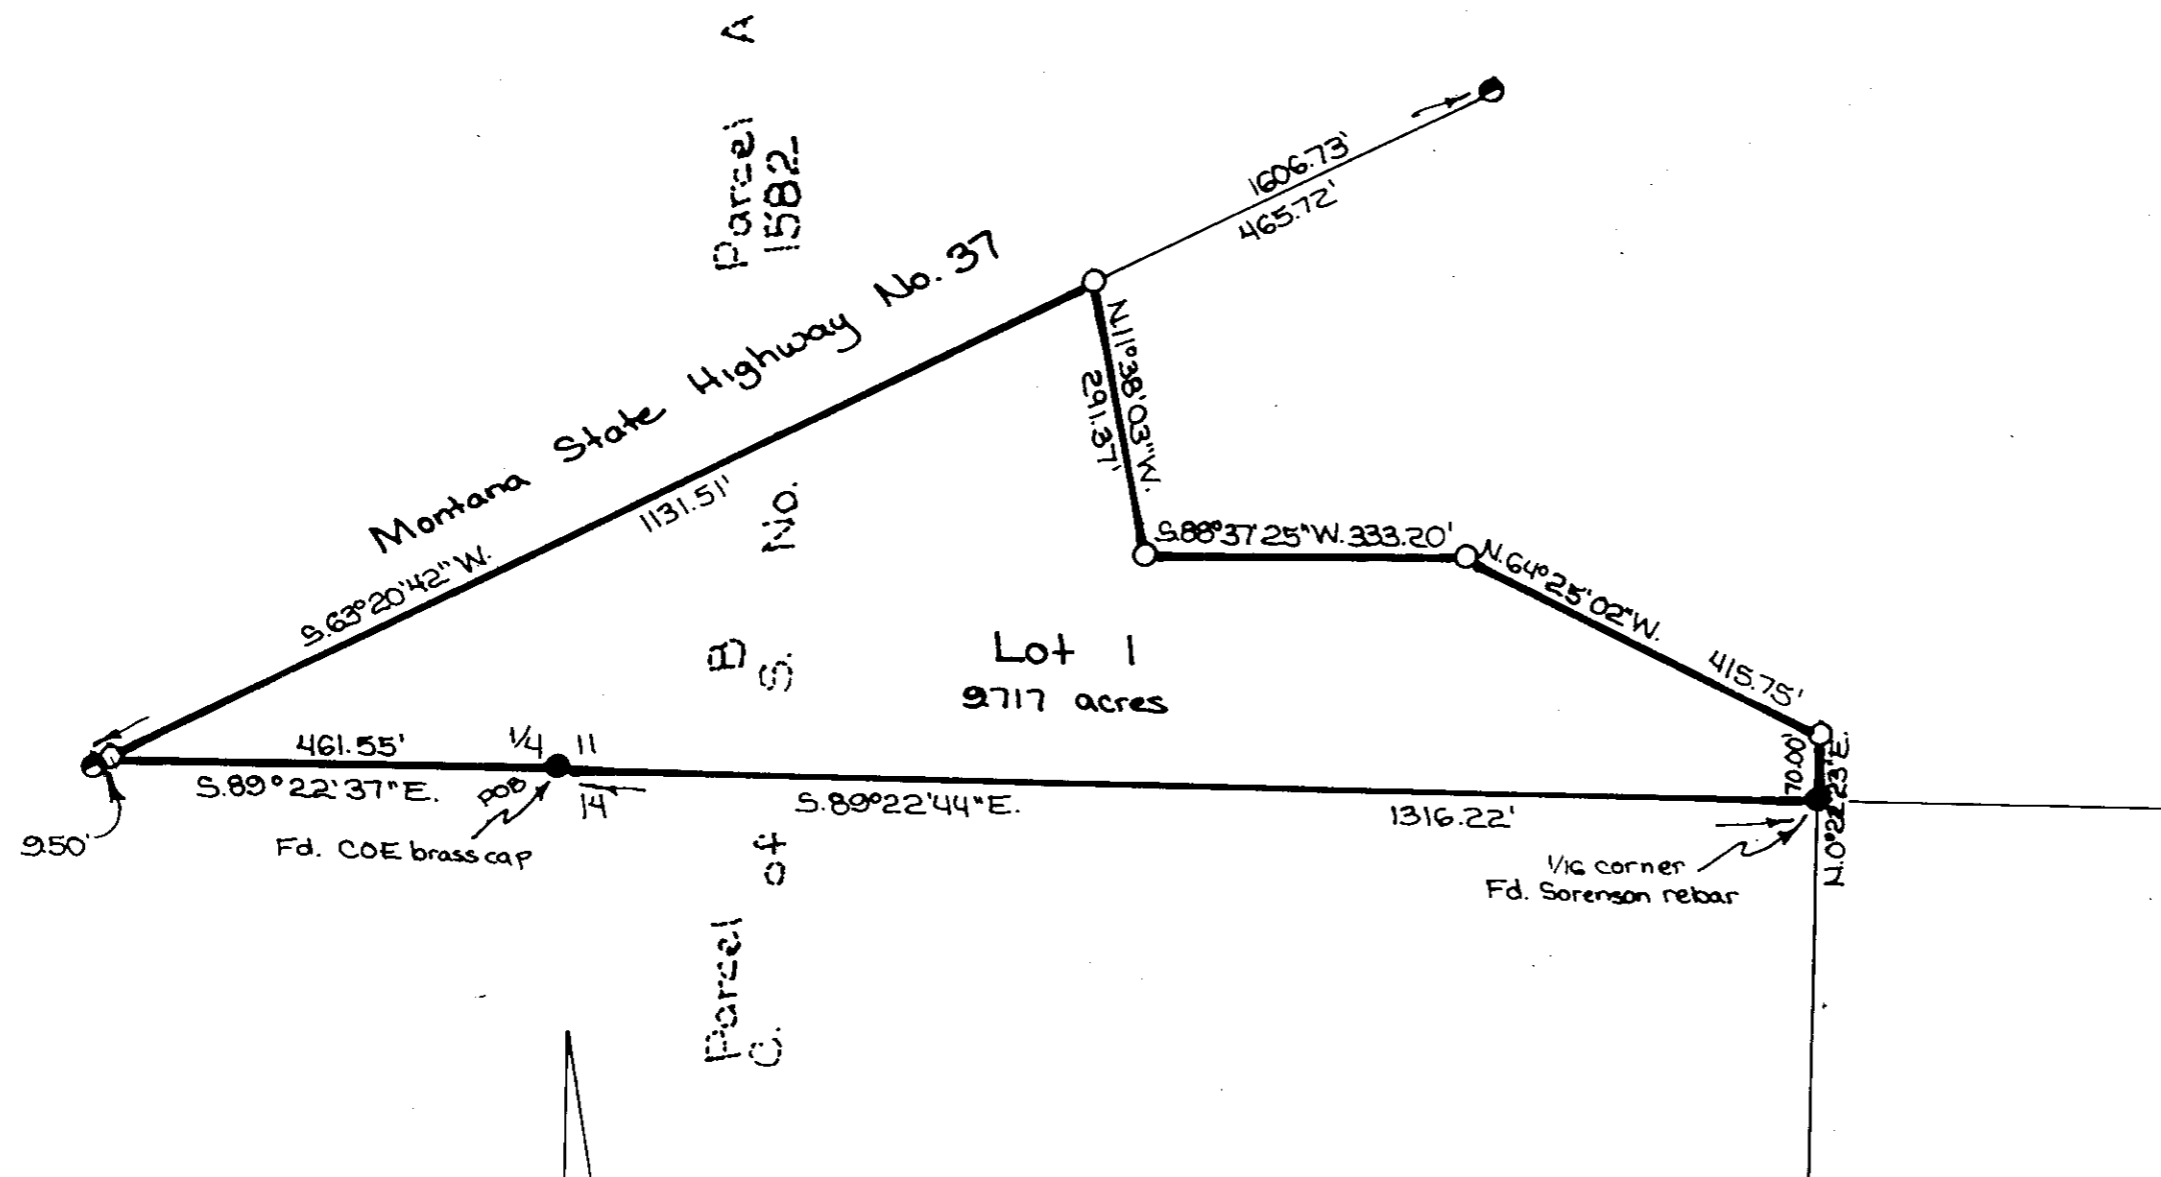 Parcel A
1582
1606.73'
465.72'
Montana State Highway No. 37
N.11°38'03"W.
291.37'
1131.51'
S.63°20'42"W.
No.
S.88°37'25"W. 333.20'
N.64°25'02"W.
415.75'
B
S.
Lot 1
9.717 acres
461.55'
1/4
11
S.89°22'37"E.
POB
14
S.89°22'44"E.
1316.22'
70.00'
9.50'
Fd. COE brass cap
of
1/16 corner
Fd. Sorenson rebar
Parcel
C.